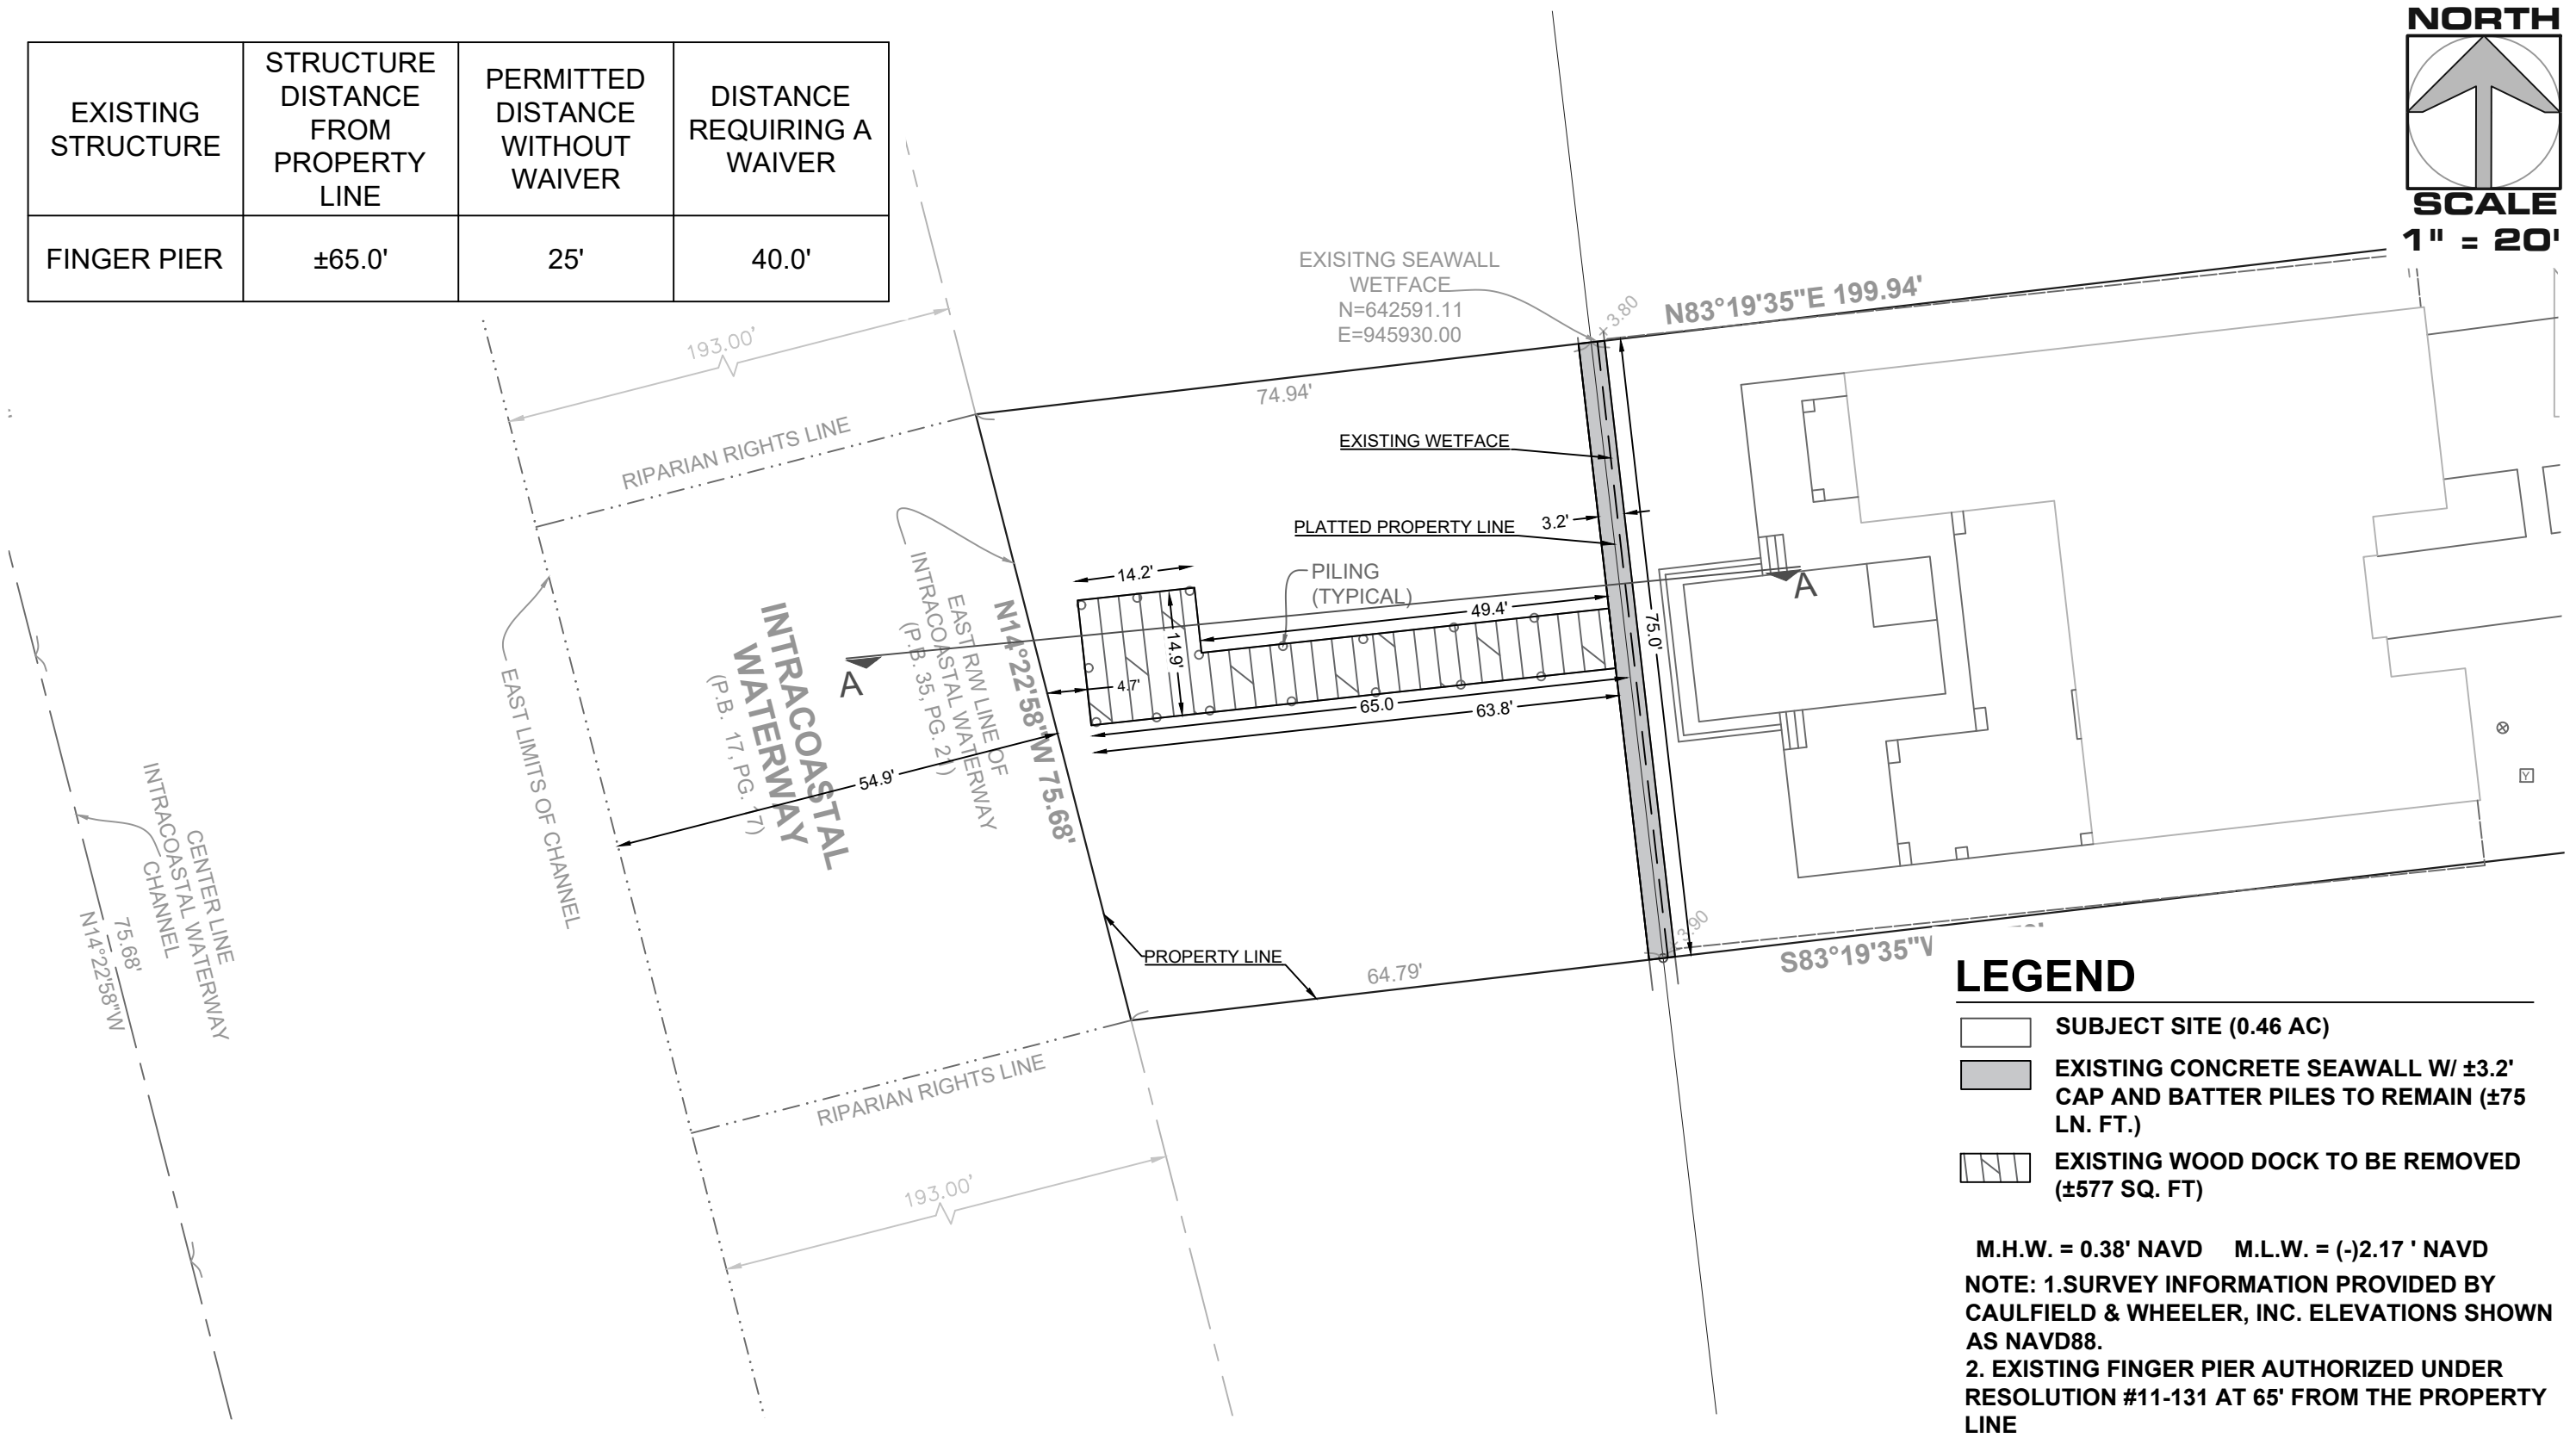 NORTH
SCALE
1" = 20'
EXISTING
STRUCTURE
STRUCTURE
DISTANCE
FROM
PROPERTY
LINE
PERMITTED
DISTANCE
WITHOUT
WAIVER
DISTANCE
REQUIRING A
WAIVER
FINGER PIER
±65.0'
25'
40.0'
EXISITNG SEAWALL
WETFACE
N=642591.11
E=945930.00
3.80
N83°19'35"E 199.94'
193.00'
74.94'
RIPARIAN RIGHTS LINE
EXISTING WETFACE
PLATTED PROPERTY LINE
3.2'
PILING
(TYPICAL)
14.2'
14.9'
49.4'
75.0'
A
A
4.7'
65.0
63.8'
54.9'
N14°22'58"W 75.68'
EAST R/W LINE OF
INTRACOASTAL WATERWAY
(P.B. 35, PG. 21)
INTRACOASTAL
WATERWAY
(P.B. 17, PG. 17)
EAST LIMITS OF CHANNEL
CENTER LINE
INTRACOASTAL WATERWAY
CHANNEL
75.68'
N14°22'58"W
PROPERTY LINE
64.79'
3.90
S83°19'35"
RIPARIAN RIGHTS LINE
193.00'
Y
LEGEND
SUBJECT SITE (0.46 AC)
EXISTING CONCRETE SEAWALL W/ ±3.2'
CAP AND BATTER PILES TO REMAIN (±75
LN. FT.)
EXISTING WOOD DOCK TO BE REMOVED
(±577 SQ. FT)
M.H.W. = 0.38' NAVD M.L.W. = (-)2.17 ' NAVD
NOTE: 1.SURVEY INFORMATION PROVIDED BY
CAULFIELD & WHEELER, INC. ELEVATIONS SHOWN
AS NAVD88.
2. EXISTING FINGER PIER AUTHORIZED UNDER
RESOLUTION #11-131 AT 65' FROM THE PROPERTY
LINE